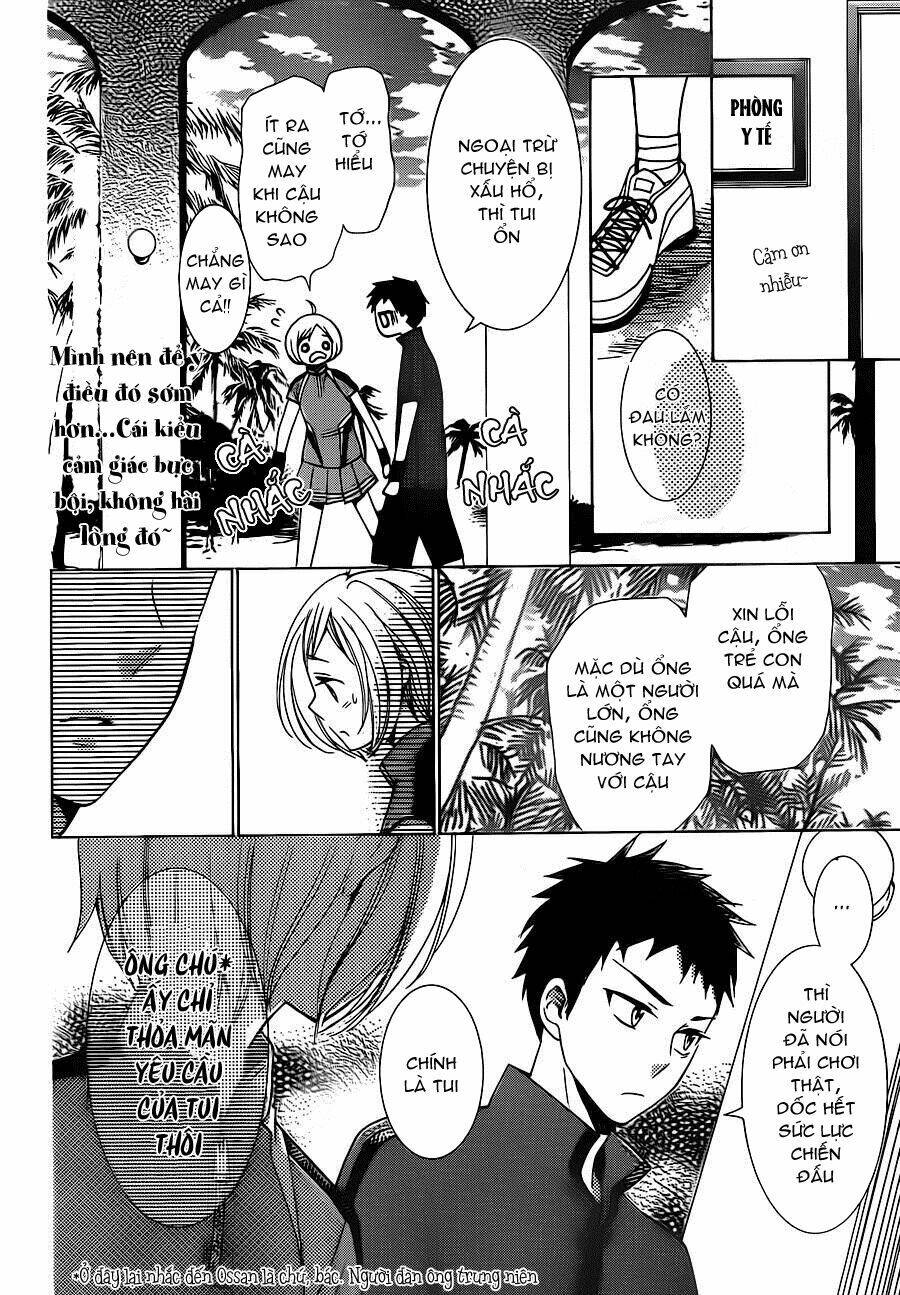 PHÒNG
Y TẾ
Cảm ơn
nhiều~
CÓ
ĐAU LẮM
KHÔNG?
NGOẠI TRỪ
CHUYỆN BỊ
XẤU HỔ,
THÌ TUI
ỔN
TỚ...
TỚ
HIỂU
ÍT RA
CŨNG
MAY
KHI CẬU
KHÔNG
SAO
CHẲNG
MAY GÌ
CẢ!!
CÀ
NHẮC
CÀ
NHẮC
Mình nên để ý
điều đó sớm
hơn...Cái kiểu
cảm giác bực
bội, không hài
lòng đó~
XIN LỖI
CẬU, ỔNG
TRẺ CON
QUÁ MÀ
MẶC DÙ ỔNG
LÀ MỘT NGƯỜI
LỚN, ỔNG
CŨNG KHÔNG
NƯƠNG TAY
VỚI CẬU
...
THÌ
NGƯỜI
ĐÃ NÓI
PHẢI CHƠI
THẬT,
DỐC HẾT
SỨC LỰC
CHIẾN
ĐẤU
CHÍNH
LÀ TUI
ÔNG CHÚ*
ẤY CHỈ
THỎA MÃN
YÊU CẦU
CỦA TUI
THÔI
*Ở đây lại nhắc đến Ossan là chú, bác. Người đàn ông trung niên